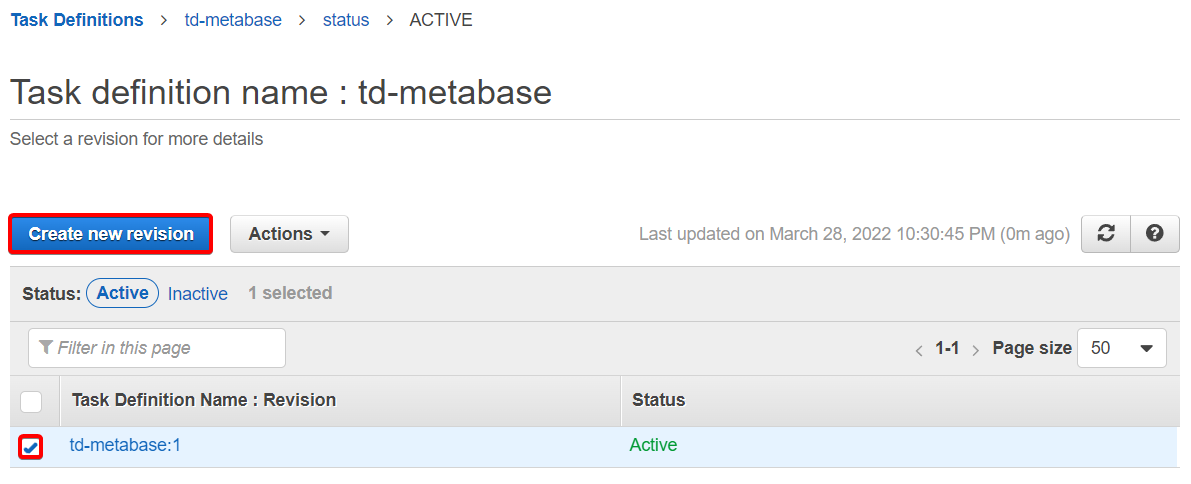 Task Definitions > td-metabase > status > ACTIVE
Task definition name : td-metabase
Select a revision for more details
Create new revision Actions Last updated on March 28, 2022 10:30:45 PM (0m ago) ?
Status: Active Inactive 1 selected
Filter in this page < 1-1 > Page size 50
Task Definition Name : Revision Status
td-metabase:1 Active